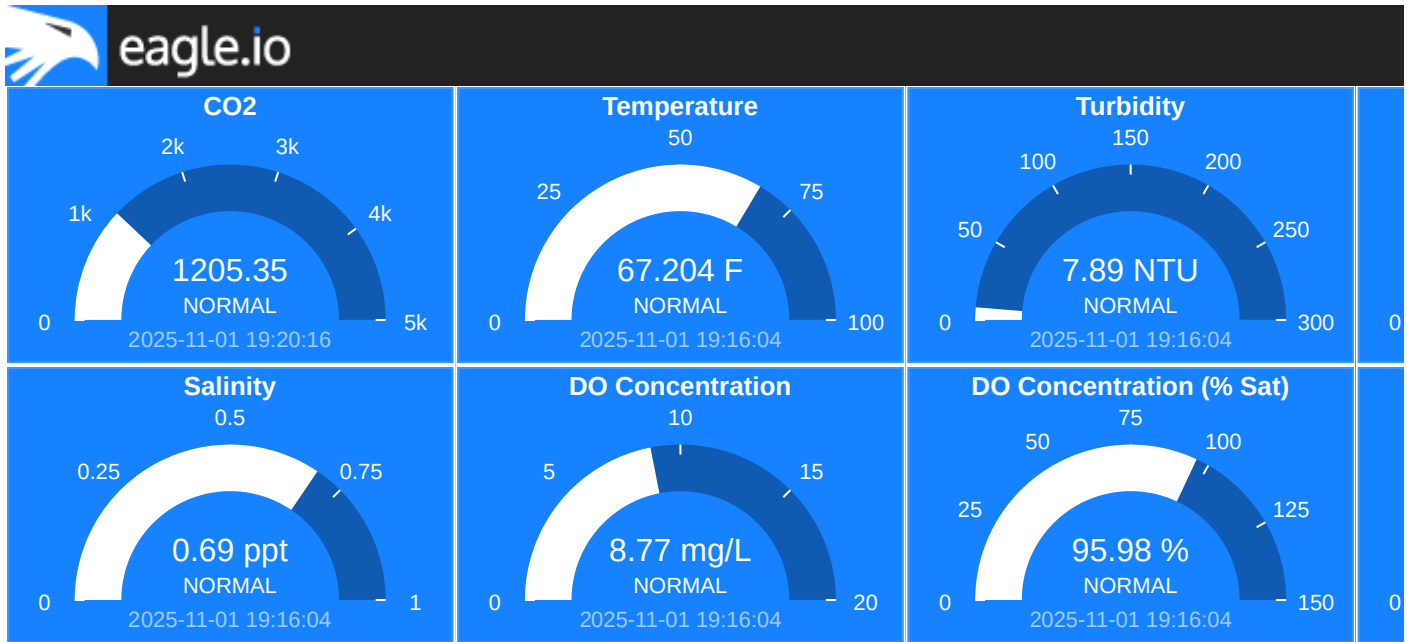 eagle.io
CO2
2k
3k
1k
4k
1205.35
NORMAL
0
5k
2025-11-01 19:20:16
Temperature
50
25
75
67.204 F
NORMAL
0
100
2025-11-01 19:16:04
Turbidity
150
100
200
50
250
7.89 NTU
NORMAL
0
300
2025-11-01 19:16:04
0
Salinity
0.5
0.25
0.75
0.69 ppt
NORMAL
0
1
2025-11-01 19:16:04
DO Concentration
10
5
15
8.77 mg/L
NORMAL
0
20
2025-11-01 19:16:04
DO Concentration (% Sat)
75
50
100
25
125
95.98 %
NORMAL
0
150
2025-11-01 19:16:04
0